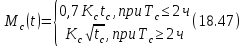 M_c(t) = { 0,7 K_c t_c, при T_c ≤ 2 ч
K_c √t_c, при T_c ≥ 2 ч (18.47)